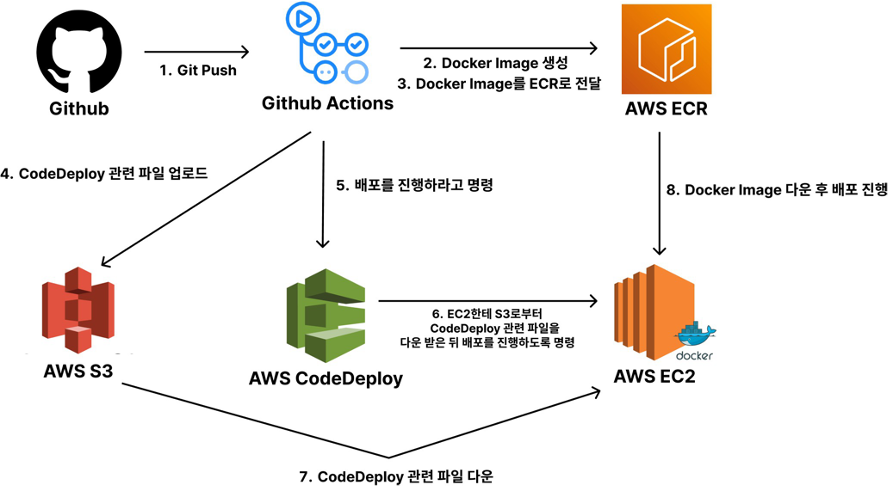 1. Git Push
2. Docker Image 생성
3. Docker Image를 ECR로 전달
Github
Github Actions
AWS ECR
4. CodeDeploy 관련 파일 업로드
5. 배포를 진행하라고 명령
8. Docker Image 다운 후 배포 진행
6. EC2한테 S3로부터
CodeDeploy 관련 파일을
다운 받은 뒤 배포를 진행하도록 명령
docker
AWS S3
AWS CodeDeploy
AWS EC2
7. CodeDeploy 관련 파일 다운